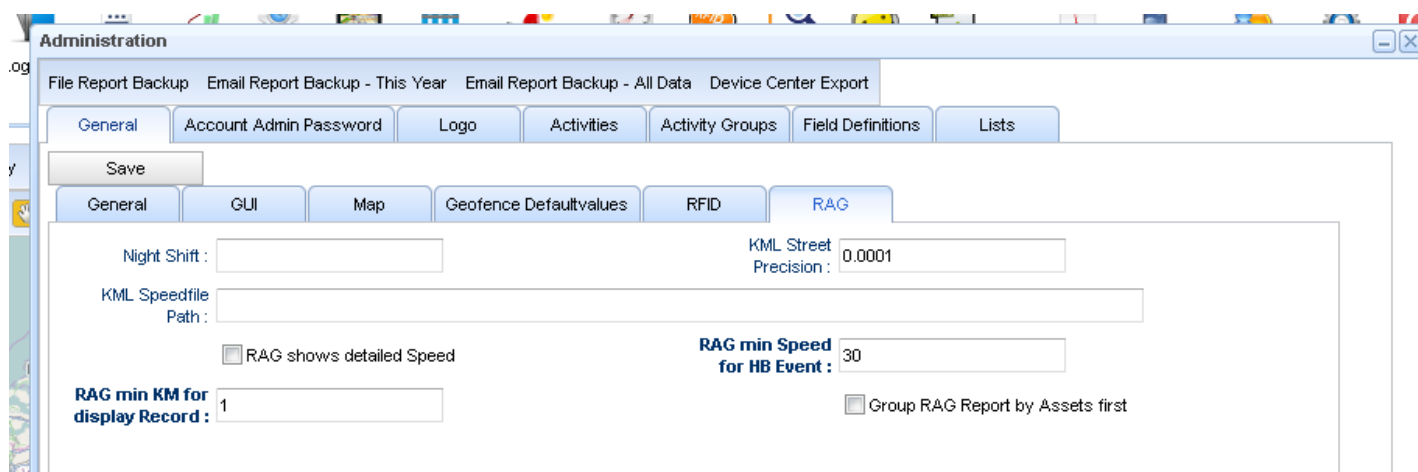 Administration
.og
File Report Backup Email Report Backup - This Year Email Report Backup - All Data Device Center Export
General Account Admin Password Logo Activities Activity Groups Field Definitions Lists
Save
General GUI Map Geofence Defaultvalues RFID RAG
Night Shift :
KML Street
Precision : 0.0001
KML Speedfile
Path :
RAG shows detailed Speed
RAG min Speed
for HB Event : 30
RAG min KM for
display Record : 1
Group RAG Report by Assets first